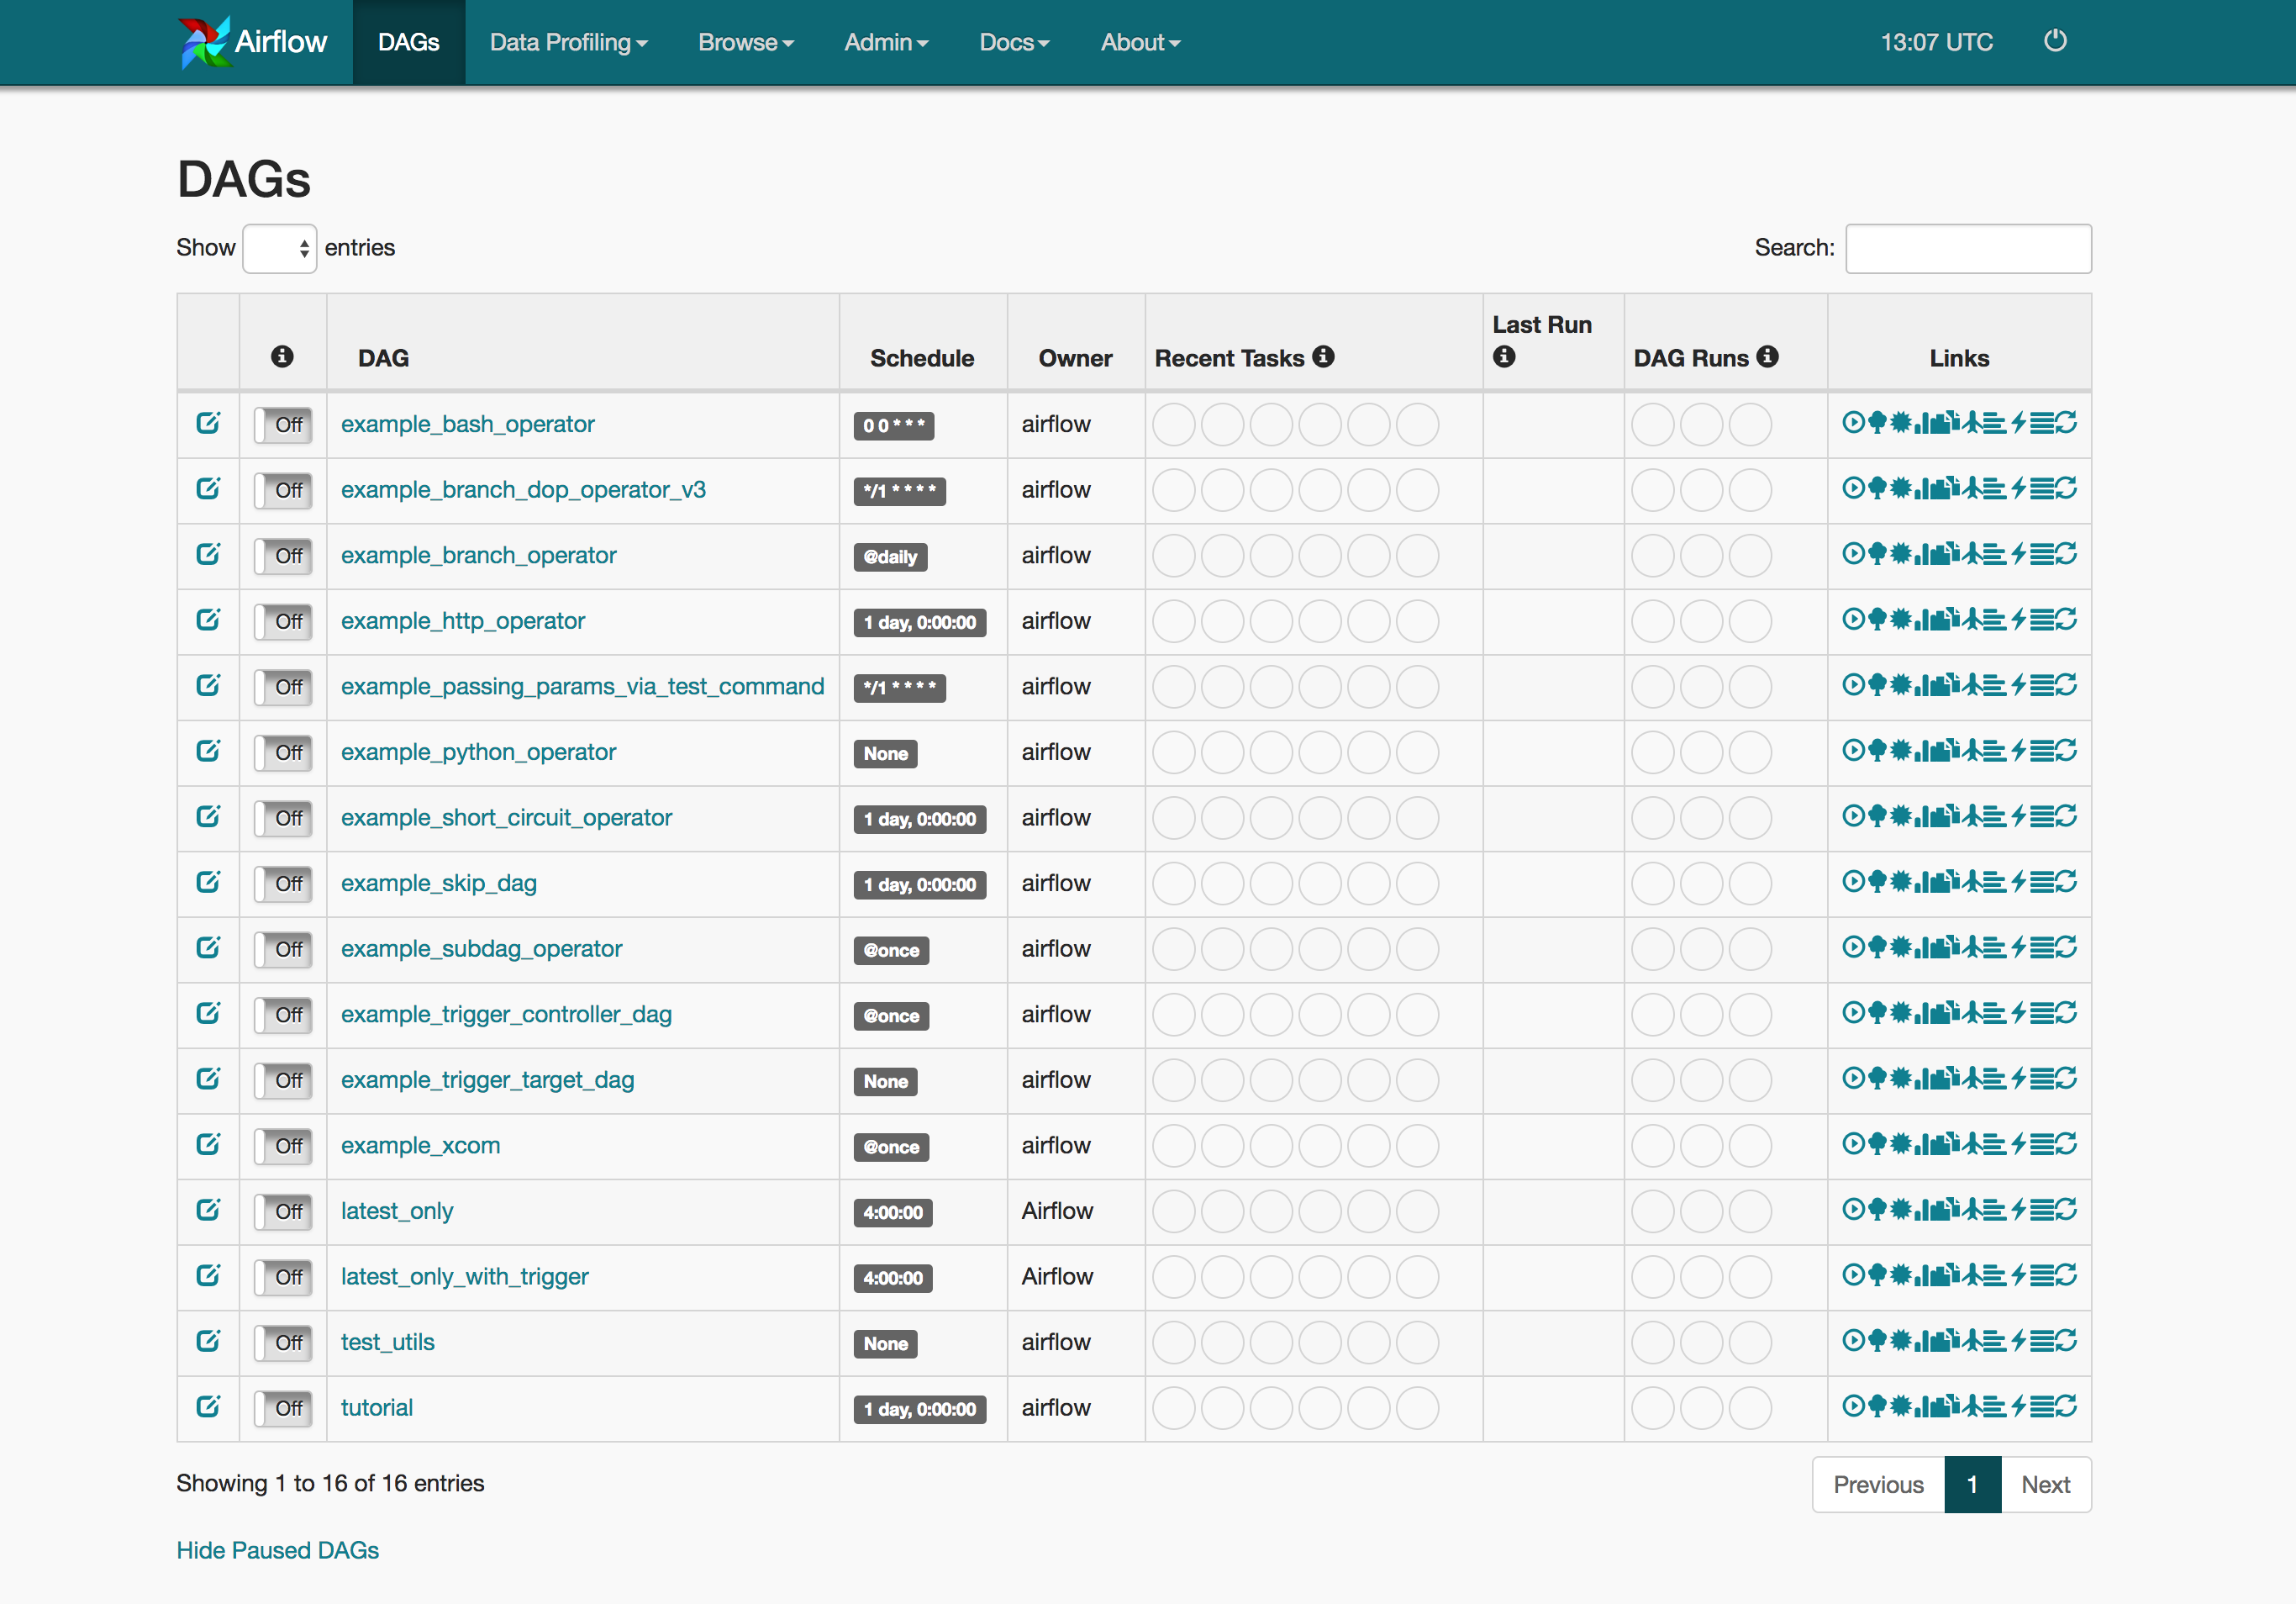 Airflow DAGs Data Profiling Browse Admin Docs About 13:07 UTC
DAGs
Show entries Search:
DAG Schedule Owner Recent Tasks Last Run DAG Runs Links
Off example_bash_operator 0 0 * * * airflow
Off example_branch_dop_operator_v3 */1 * * * * airflow
Off example_branch_operator @daily airflow
Off example_http_operator 1 day, 0:00:00 airflow
Off example_passing_params_via_test_command */1 * * * * airflow
Off example_python_operator None airflow
Off example_short_circuit_operator 1 day, 0:00:00 airflow
Off example_skip_dag 1 day, 0:00:00 airflow
Off example_subdag_operator @once airflow
Off example_trigger_controller_dag @once airflow
Off example_trigger_target_dag None airflow
Off example_xcom @once airflow
Off latest_only 4:00:00 Airflow
Off latest_only_with_trigger 4:00:00 Airflow
Off test_utils None airflow
Off tutorial 1 day, 0:00:00 airflow
Showing 1 to 16 of 16 entries Previous 1 Next
Hide Paused DAGs